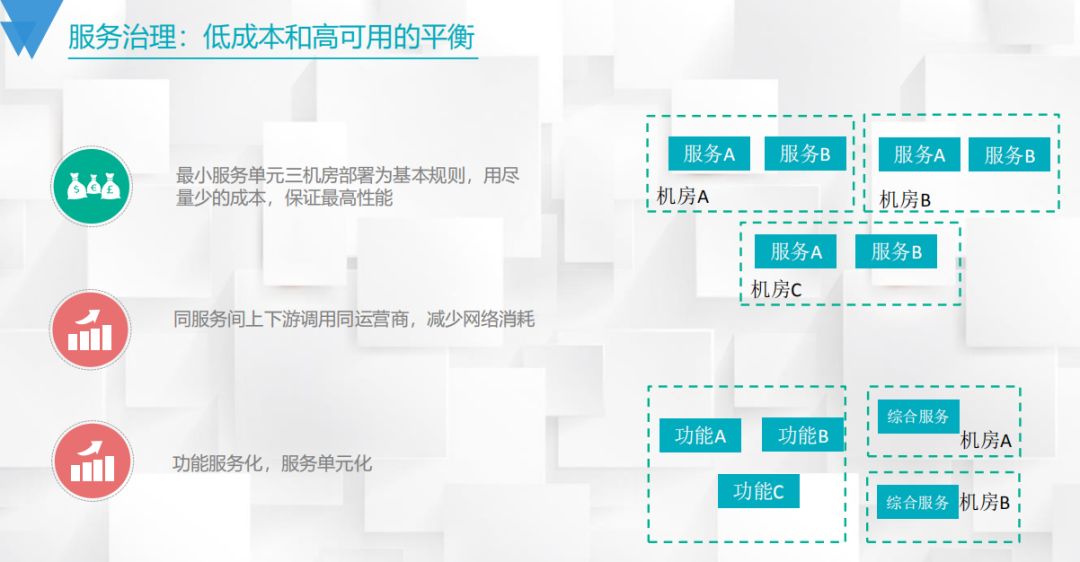 服务治理：低成本和高可用的平衡
最小服务单元三机房部署为基本规则，用尽
量少的成本，保证最高性能
同服务间上下游调用同运营商，减少网络消耗
功能服务化，服务单元化
服务A
服务B
机房A
服务A
服务B
机房B
服务A
服务B
机房C
功能A
功能B
功能C
综合服务
机房A
综合服务
机房B
$
€
£